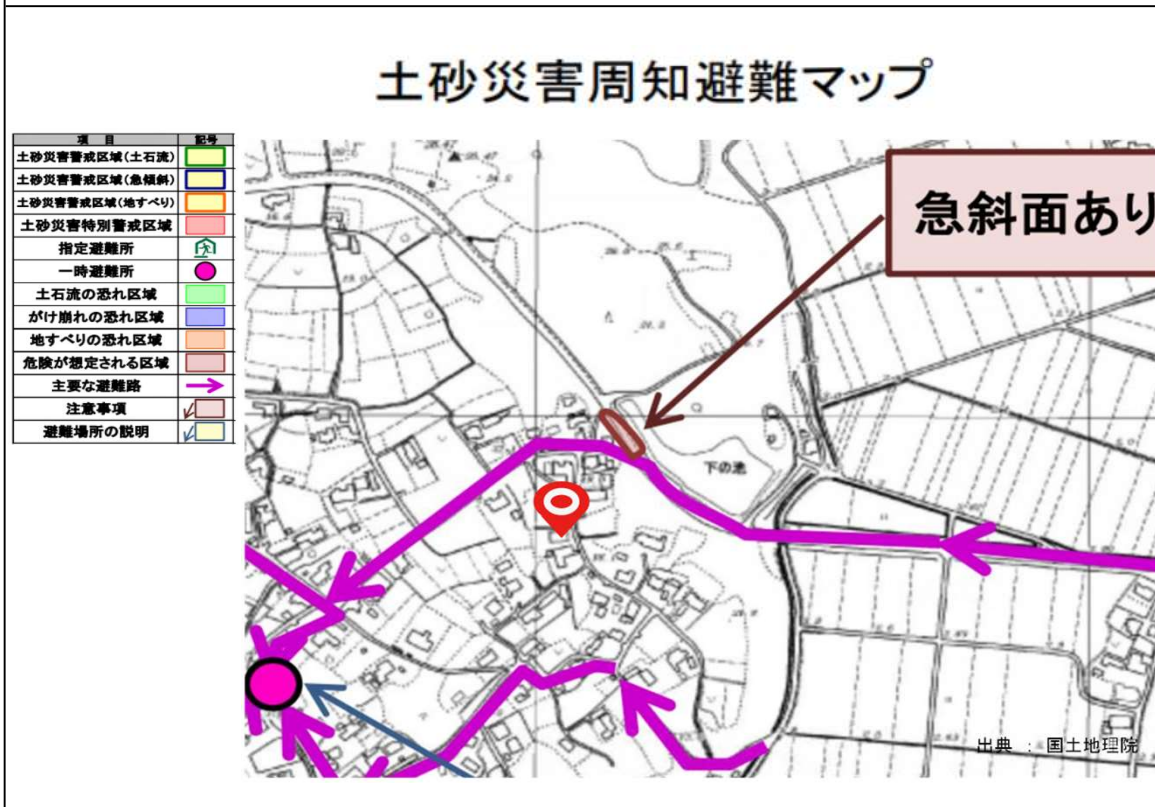 土砂災害周知避難マップ
項 目 記号
土砂災害警戒区域(土石流)
土砂災害警戒区域(急傾斜)
土砂災害警戒区域(地すべり)
土砂災害特別警戒区域
指定避難所
一時避難所
土石流の恐れ区域
がけ崩れの恐れ区域
地すべりの恐れ区域
危険が想定される区域
主要な避難路
注意事項
避難場所の説明
急斜面あり
下の池
出典 : 国土地理院